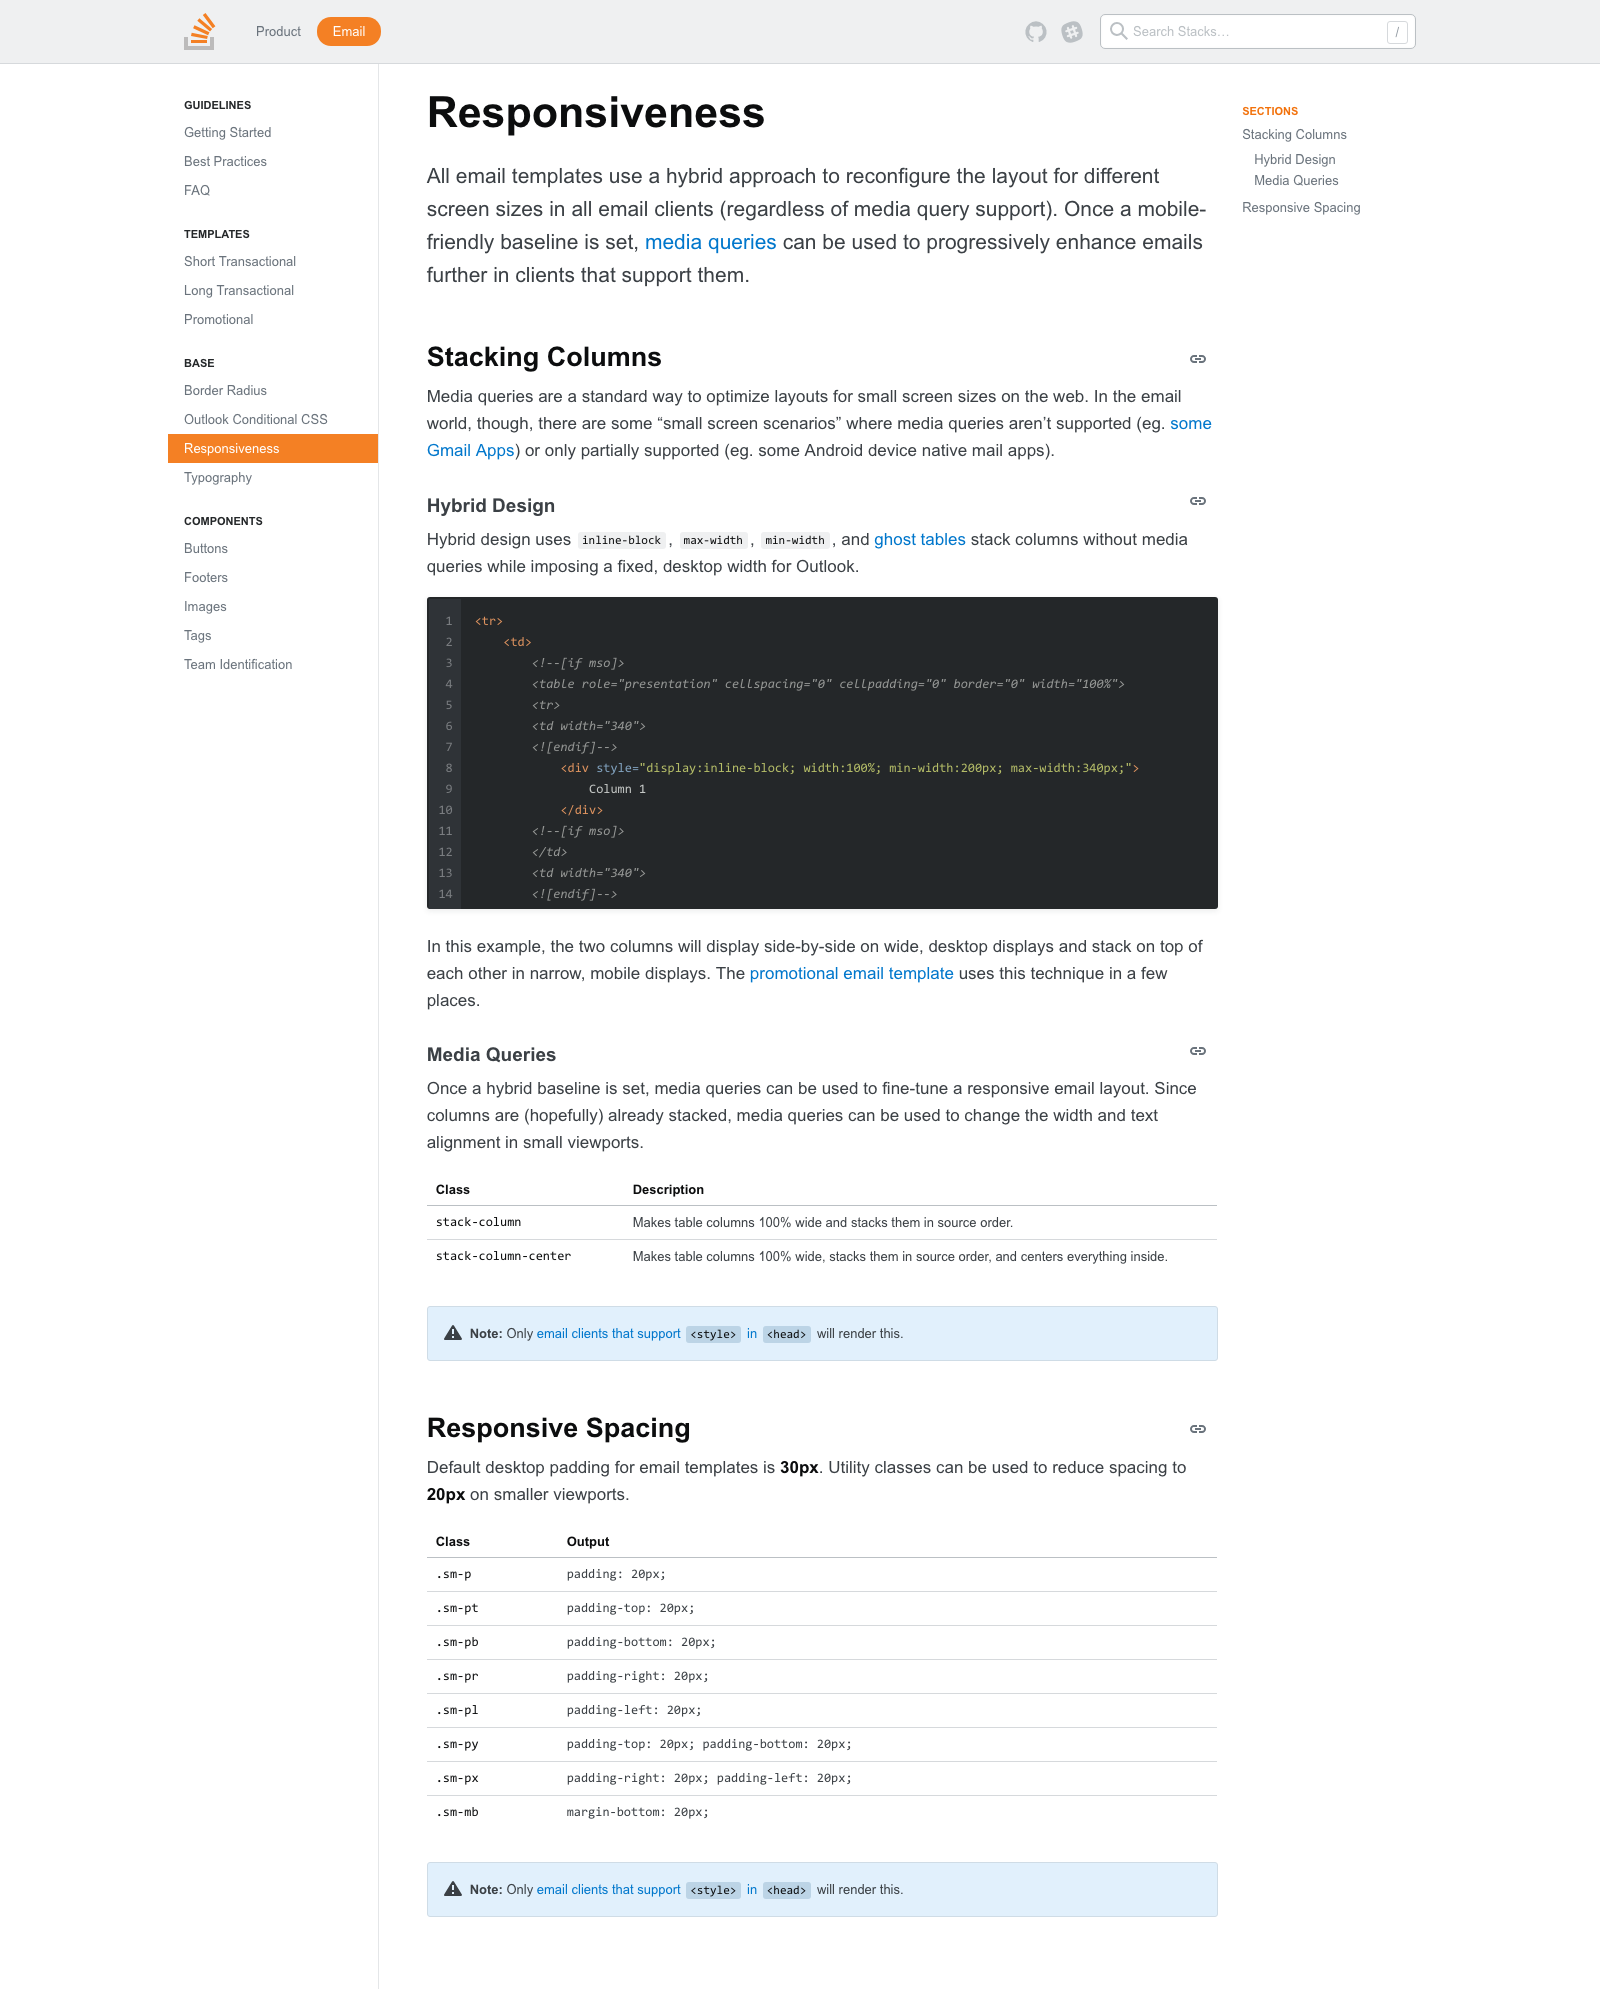 Product
Email
Search Stacks...
/
GUIDELINES
Getting Started
Best Practices
FAQ
TEMPLATES
Short Transactional
Long Transactional
Promotional
BASE
Border Radius
Outlook Conditional CSS
Responsiveness
Typography
COMPONENTS
Buttons
Footers
Images
Tags
Team Identification
Responsiveness
All email templates use a hybrid approach to reconfigure the layout for different
screen sizes in all email clients (regardless of media query support). Once a mobile-
friendly baseline is set, media queries can be used to progressively enhance emails
further in clients that support them.
Stacking Columns
Media queries are a standard way to optimize layouts for small screen sizes on the web. In the email
world, though, there are some “small screen scenarios” where media queries aren’t supported (eg. some
Gmail Apps) or only partially supported (eg. some Android device native mail apps).
Hybrid Design
Hybrid design uses inline-block, max-width, min-width, and ghost tables stack columns without media
queries while imposing a fixed, desktop width for Outlook.
1 <tr>
2 <td>
3 <!--[if mso]>
4 <table role="presentation" cellspacing="0" cellpadding="0" border="0" width="100%">
5 <tr>
6 <td width="340">
7 <![endif]-->
8 <div style="display:inline-block; width:100%; min-width:200px; max-width:340px;">
9 Column 1
10 </div>
11 <!--[if mso]>
12 </td>
13 <td width="340">
14 <![endif]-->
In this example, the two columns will display side-by-side on wide, desktop displays and stack on top of
each other in narrow, mobile displays. The promotional email template uses this technique in a few
places.
Media Queries
Once a hybrid baseline is set, media queries can be used to fine-tune a responsive email layout. Since
columns are (hopefully) already stacked, media queries can be used to change the width and text
alignment in small viewports.
Class Description
stack-column Makes table columns 100% wide and stacks them in source order.
stack-column-center Makes table columns 100% wide, stacks them in source order, and centers everything inside.
Note: Only email clients that support <style> in <head> will render this.
Responsive Spacing
Default desktop padding for email templates is 30px. Utility classes can be used to reduce spacing to
20px on smaller viewports.
Class Output
.sm-p padding: 20px;
.sm-pt padding-top: 20px;
.sm-pb padding-bottom: 20px;
.sm-pr padding-right: 20px;
.sm-pl padding-left: 20px;
.sm-py padding-top: 20px; padding-bottom: 20px;
.sm-px padding-right: 20px; padding-left: 20px;
.sm-mb margin-bottom: 20px;
Note: Only email clients that support <style> in <head> will render this.
SECTIONS
Stacking Columns
Hybrid Design
Media Queries
Responsive Spacing